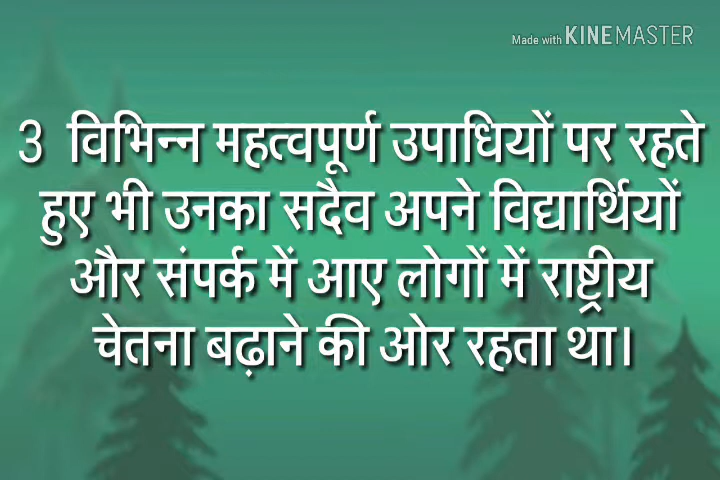 Made with KINEMASTER
3 विभिन्न महत्वपूर्ण उपाधियों पर रहते
हुए भी उनका सदैव अपने विद्यार्थियों
और संपर्क में आए लोगों में राष्ट्रीय
चेतना बढ़ाने की ओर रहता था।